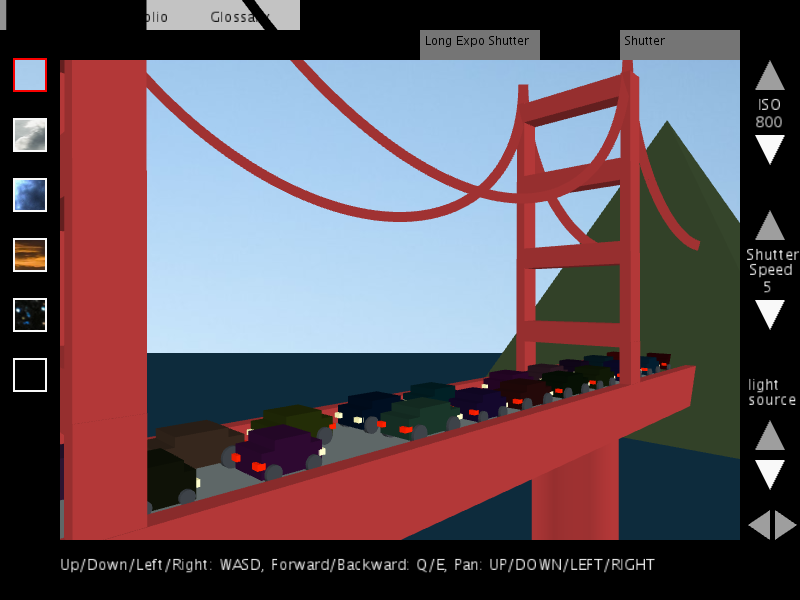 Glossary
Long Expo Shutter
Shutter
ISO
800
Shutter
Speed
5
light
source
Up/Down/Left/Right: WASD, Forward/Backward: Q/E, Pan: UP/DOWN/LEFT/RIGHT